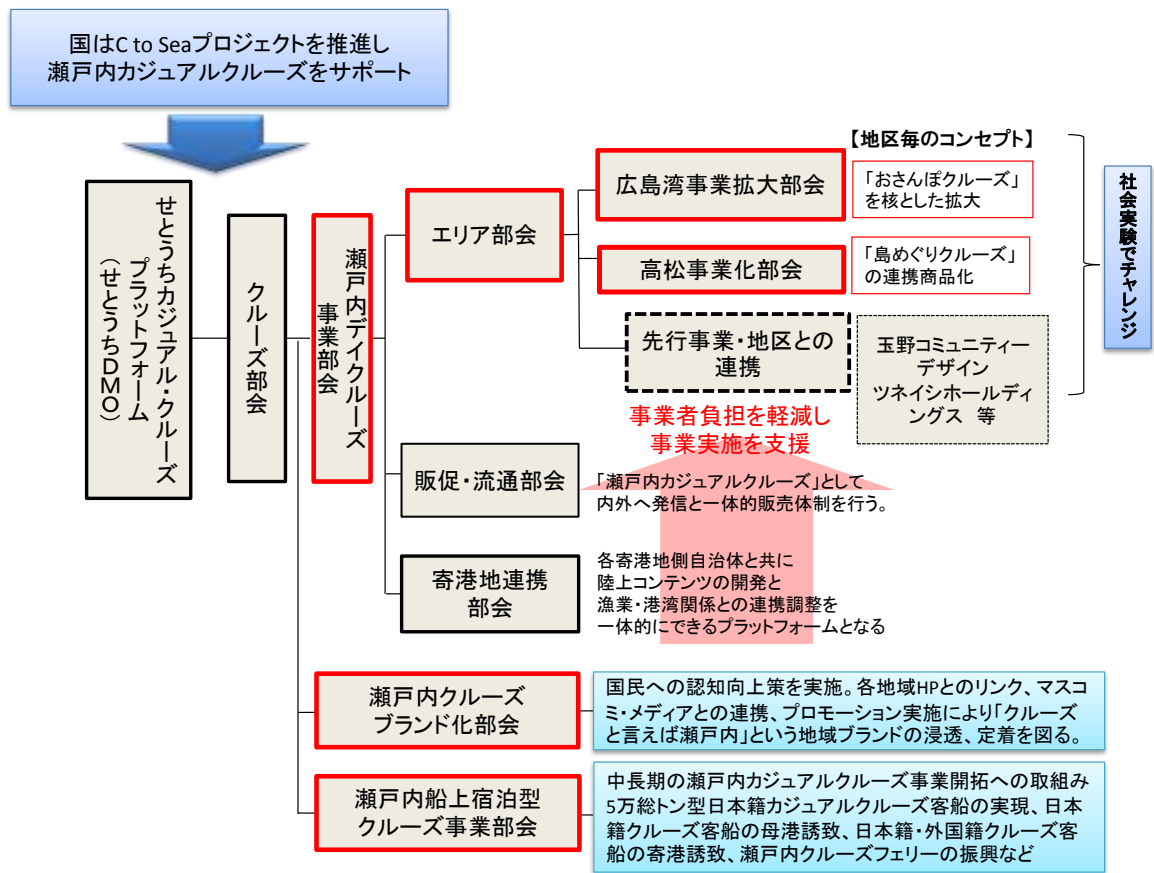 国はC to Seaプロジェクトを推進し
瀬戸内カジュアルクルーズをサポート
せとうちカジュアル・クルーズ
プラットフォーム
（せとうちＤＭＯ）
クルーズ部会
瀬戸内デイクルーズ
事業部会
エリア部会
【地区毎のコンセプト】
広島湾事業拡大部会
「おさんぽクルーズ」
を核とした拡大
高松事業化部会
「島めぐりクルーズ」
の連携商品化
先行事業・地区との
連携
玉野コミュニティー
デザイン
ツネイシホールディ
ングス 等
社会実験でチャレンジ
事業者負担を軽減し
事業実施を支援
販促・流通部会
「瀬戸内カジュアルクルーズ」として
内外へ発信と一体的販売体制を行う。
寄港地連携
部会
各寄港地側自治体と共に
陸上コンテンツの開発と
漁業・港湾関係との連携調整を
一体的にできるプラットフォームとなる
瀬戸内クルーズ
ブランド化部会
国民への認知向上策を実施。各地域HPとのリンク、マスコ
ミ・メディアとの連携、プロモーション実施により「クルーズ
と言えば瀬戸内」という地域ブランドの浸透、定着を図る。
瀬戸内船上宿泊型
クルーズ事業部会
中長期の瀬戸内カジュアルクルーズ事業開拓への取組み
5万総トン型日本籍カジュアルクルーズ客船の実現、日本
籍クルーズ客船の母港誘致、日本籍・外国籍クルーズ客
船の寄港誘致、瀬戸内クルーズフェリーの振興など